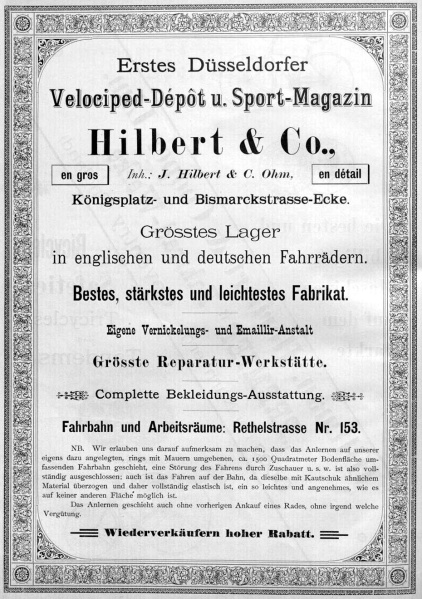 Erstes Düsseldorfer
Velociped-Dépôt u. Sport-Magazin
Hilbert & Co.,
en gros
Inh.: J. Hilbert & C. Ohm,
en détail
Königsplatz- und Bismarckstrasse-Ecke.
Grösstes Lager
in englischen und deutschen Fahrrädern.
Bestes, stärkstes und leichtestes Fabrikat.
Eigene Vernickelungs- und Emaillir-Anstalt
Grösste Reparatur-Werkstätte.
Complette Bekleidungs-Ausstattung.
Fahrbahn und Arbeitsräume: Rethelstrasse Nr. 153.
NB. Wir erlauben uns darauf aufmerksam zu machen, dass das Anlernen auf unserer
eigens dazu angelegten, rings mit Mauern umgebenen, ca. 1500 Quadratmeter Bodenfläche um-
fassenden Fahrbahn geschieht, eine Störung des Fahrens durch Zuschauer u. s. w. ist also voll-
ständig ausgeschlossen; auch ist das Fahren auf der Bahn, da dieselbe mit Kautschuk ähnlichem
Material überzogen und daher vollständig elastisch ist, ein so leichtes und angenehmes, wie es
auf keiner anderen Fläche möglich ist.
Das Anlernen geschieht auch ohne vorherigen Ankauf eines Rades, ohne irgend welche
Vergütung.
Wiederverkäufern hoher Rabatt.